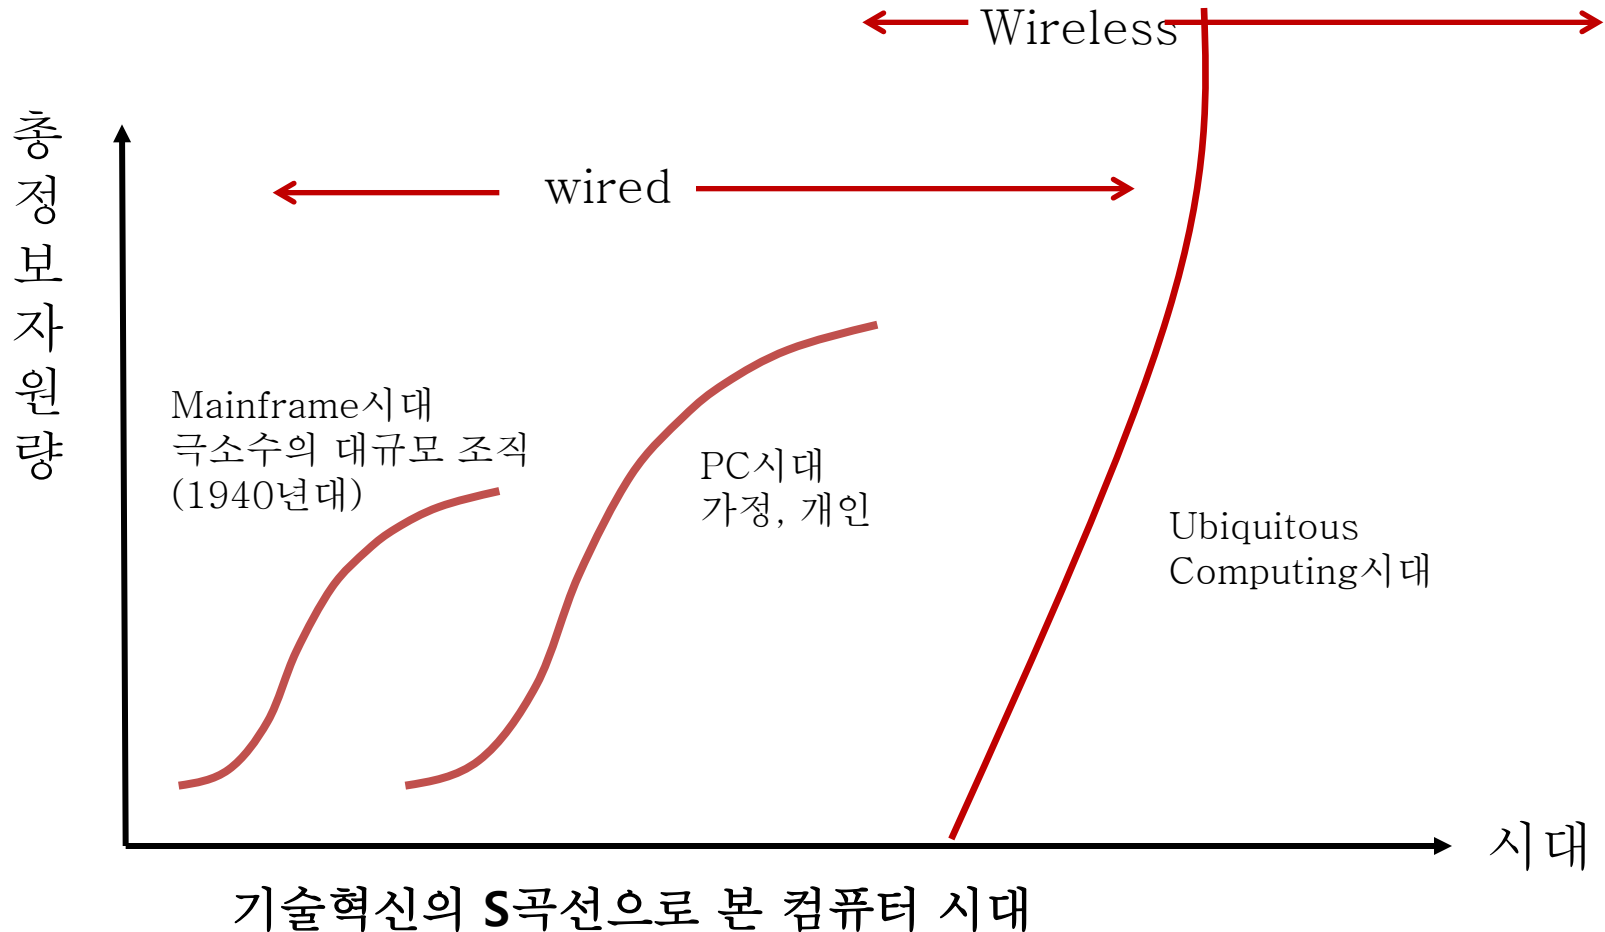 Wireless
wired
총정보자원량
Mainframe시대
극소수의 대규모 조직
(1940년대)
PC시대
가정, 개인
Ubiquitous
Computing시대
시대
기술혁신의 S곡선으로 본 컴퓨터 시대